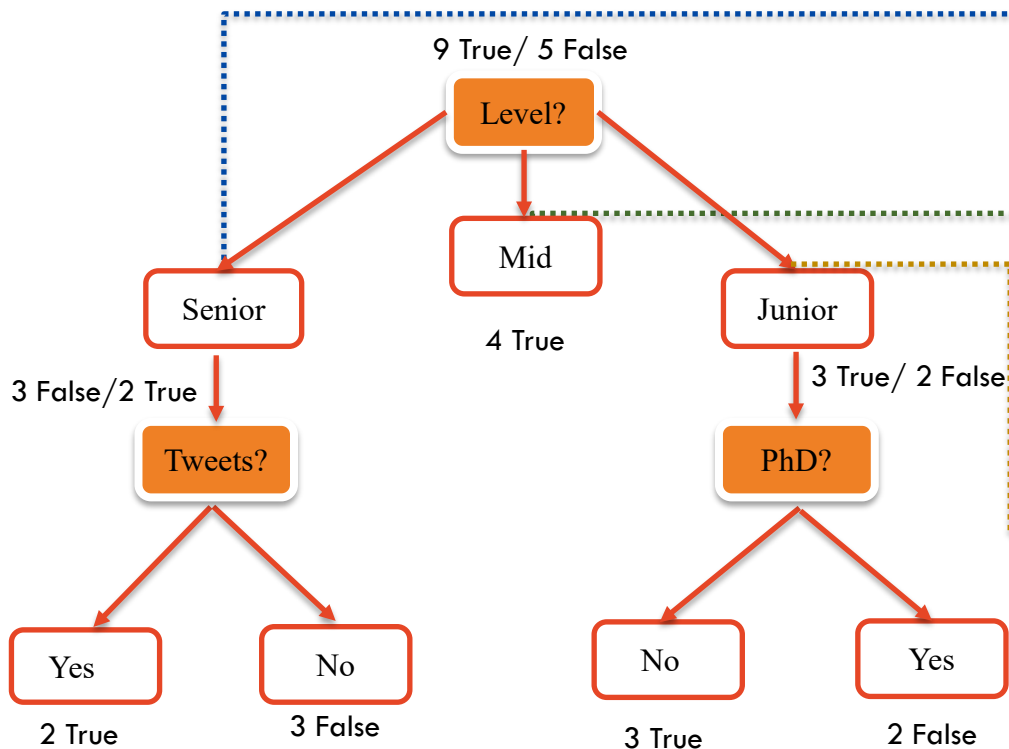 9 True/ 5 False
Level?
Mid
Senior
Junior
4 True
3 False/2 True
3 True/ 2 False
Tweets?
PhD?
Yes
No
No
Yes
2 True
3 False
3 True
2 False